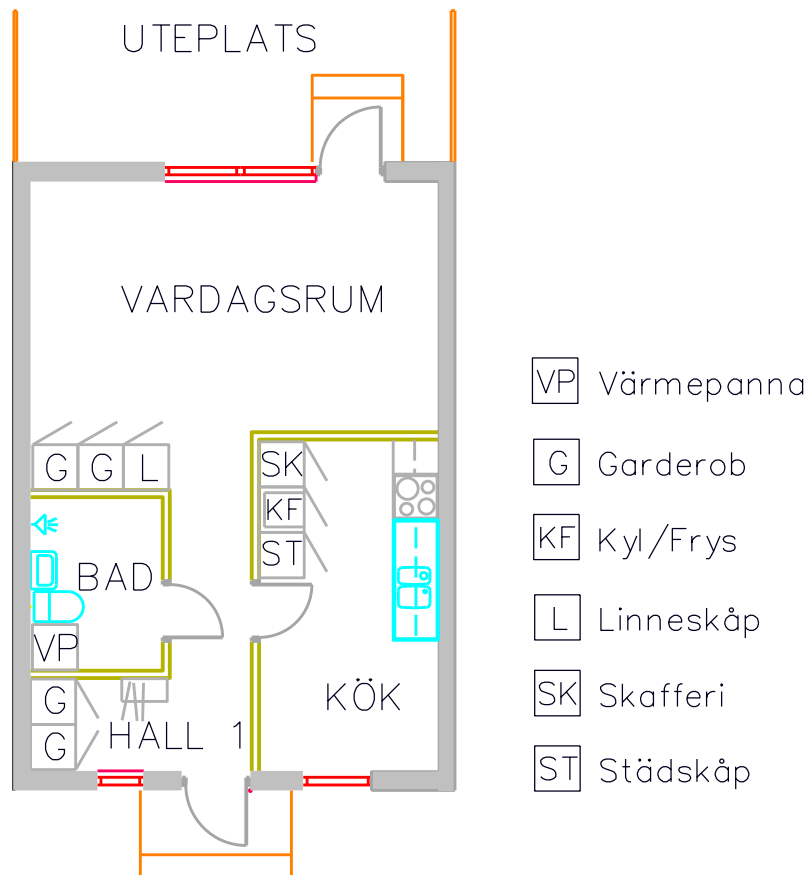 UTEPLATS
VARDAGSRUM
G G L
SK
KF
ST
BAD
VP
G
G
HALL 1
KÖK
VP Värmepanna
G Garderob
KF Kyl/Frys
L Linneskåp
SK Skafferi
ST Städskåp